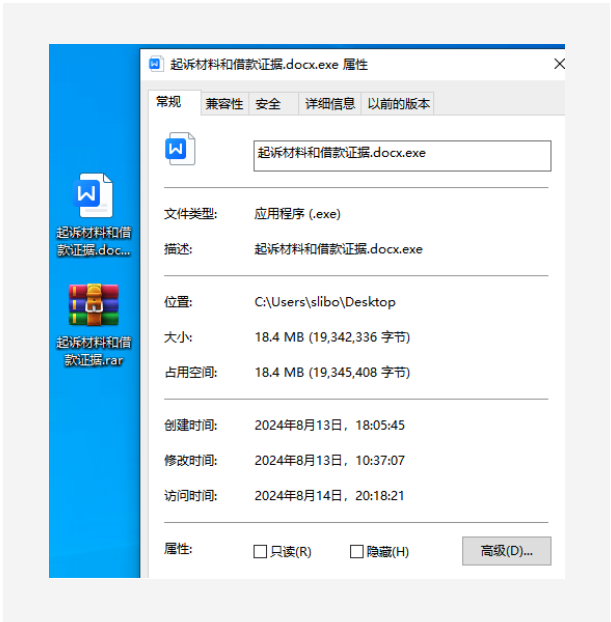 起诉材料和借款证据.docx.exe 属性
常规 兼容性 安全 详细信息 以前的版本
起诉材料和借款证据.docx.exe
文件类型: 应用程序 (.exe)
描述: 起诉材料和借款证据.docx.exe
位置: C:\Users\slibo\Desktop
大小: 18.4 MB (19,342,336 字节)
占用空间: 18.4 MB (19,345,408 字节)
创建时间: 2024年8月13日，18:05:45
修改时间: 2024年8月13日，10:37:07
访问时间: 2024年8月14日，20:18:21
属性: 只读(R) 隐藏(H) 高级(D)...
起诉材料和借
款证据.doc...
起诉材料和借
款证据.rar